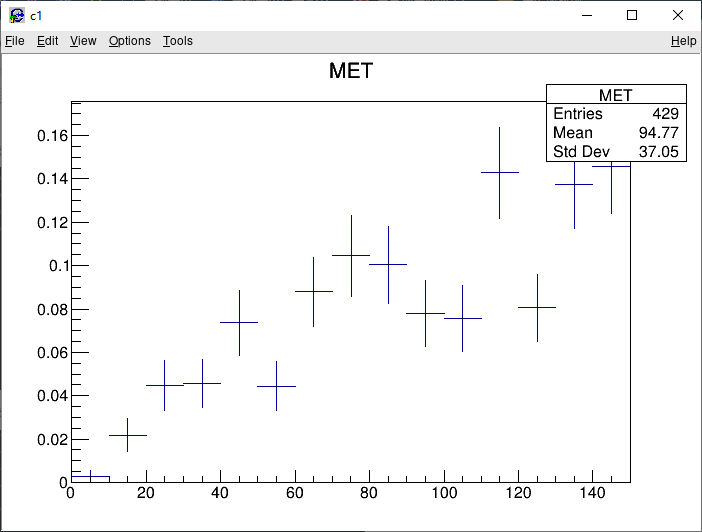 c1
File Edit View Options Tools Help
MET
MET
Entries 429
Mean 94.77
Std Dev 37.05
0.16
0.14
0.12
0.1
0.08
0.06
0.04
0.02
0
0 20 40 60 80 100 120 140